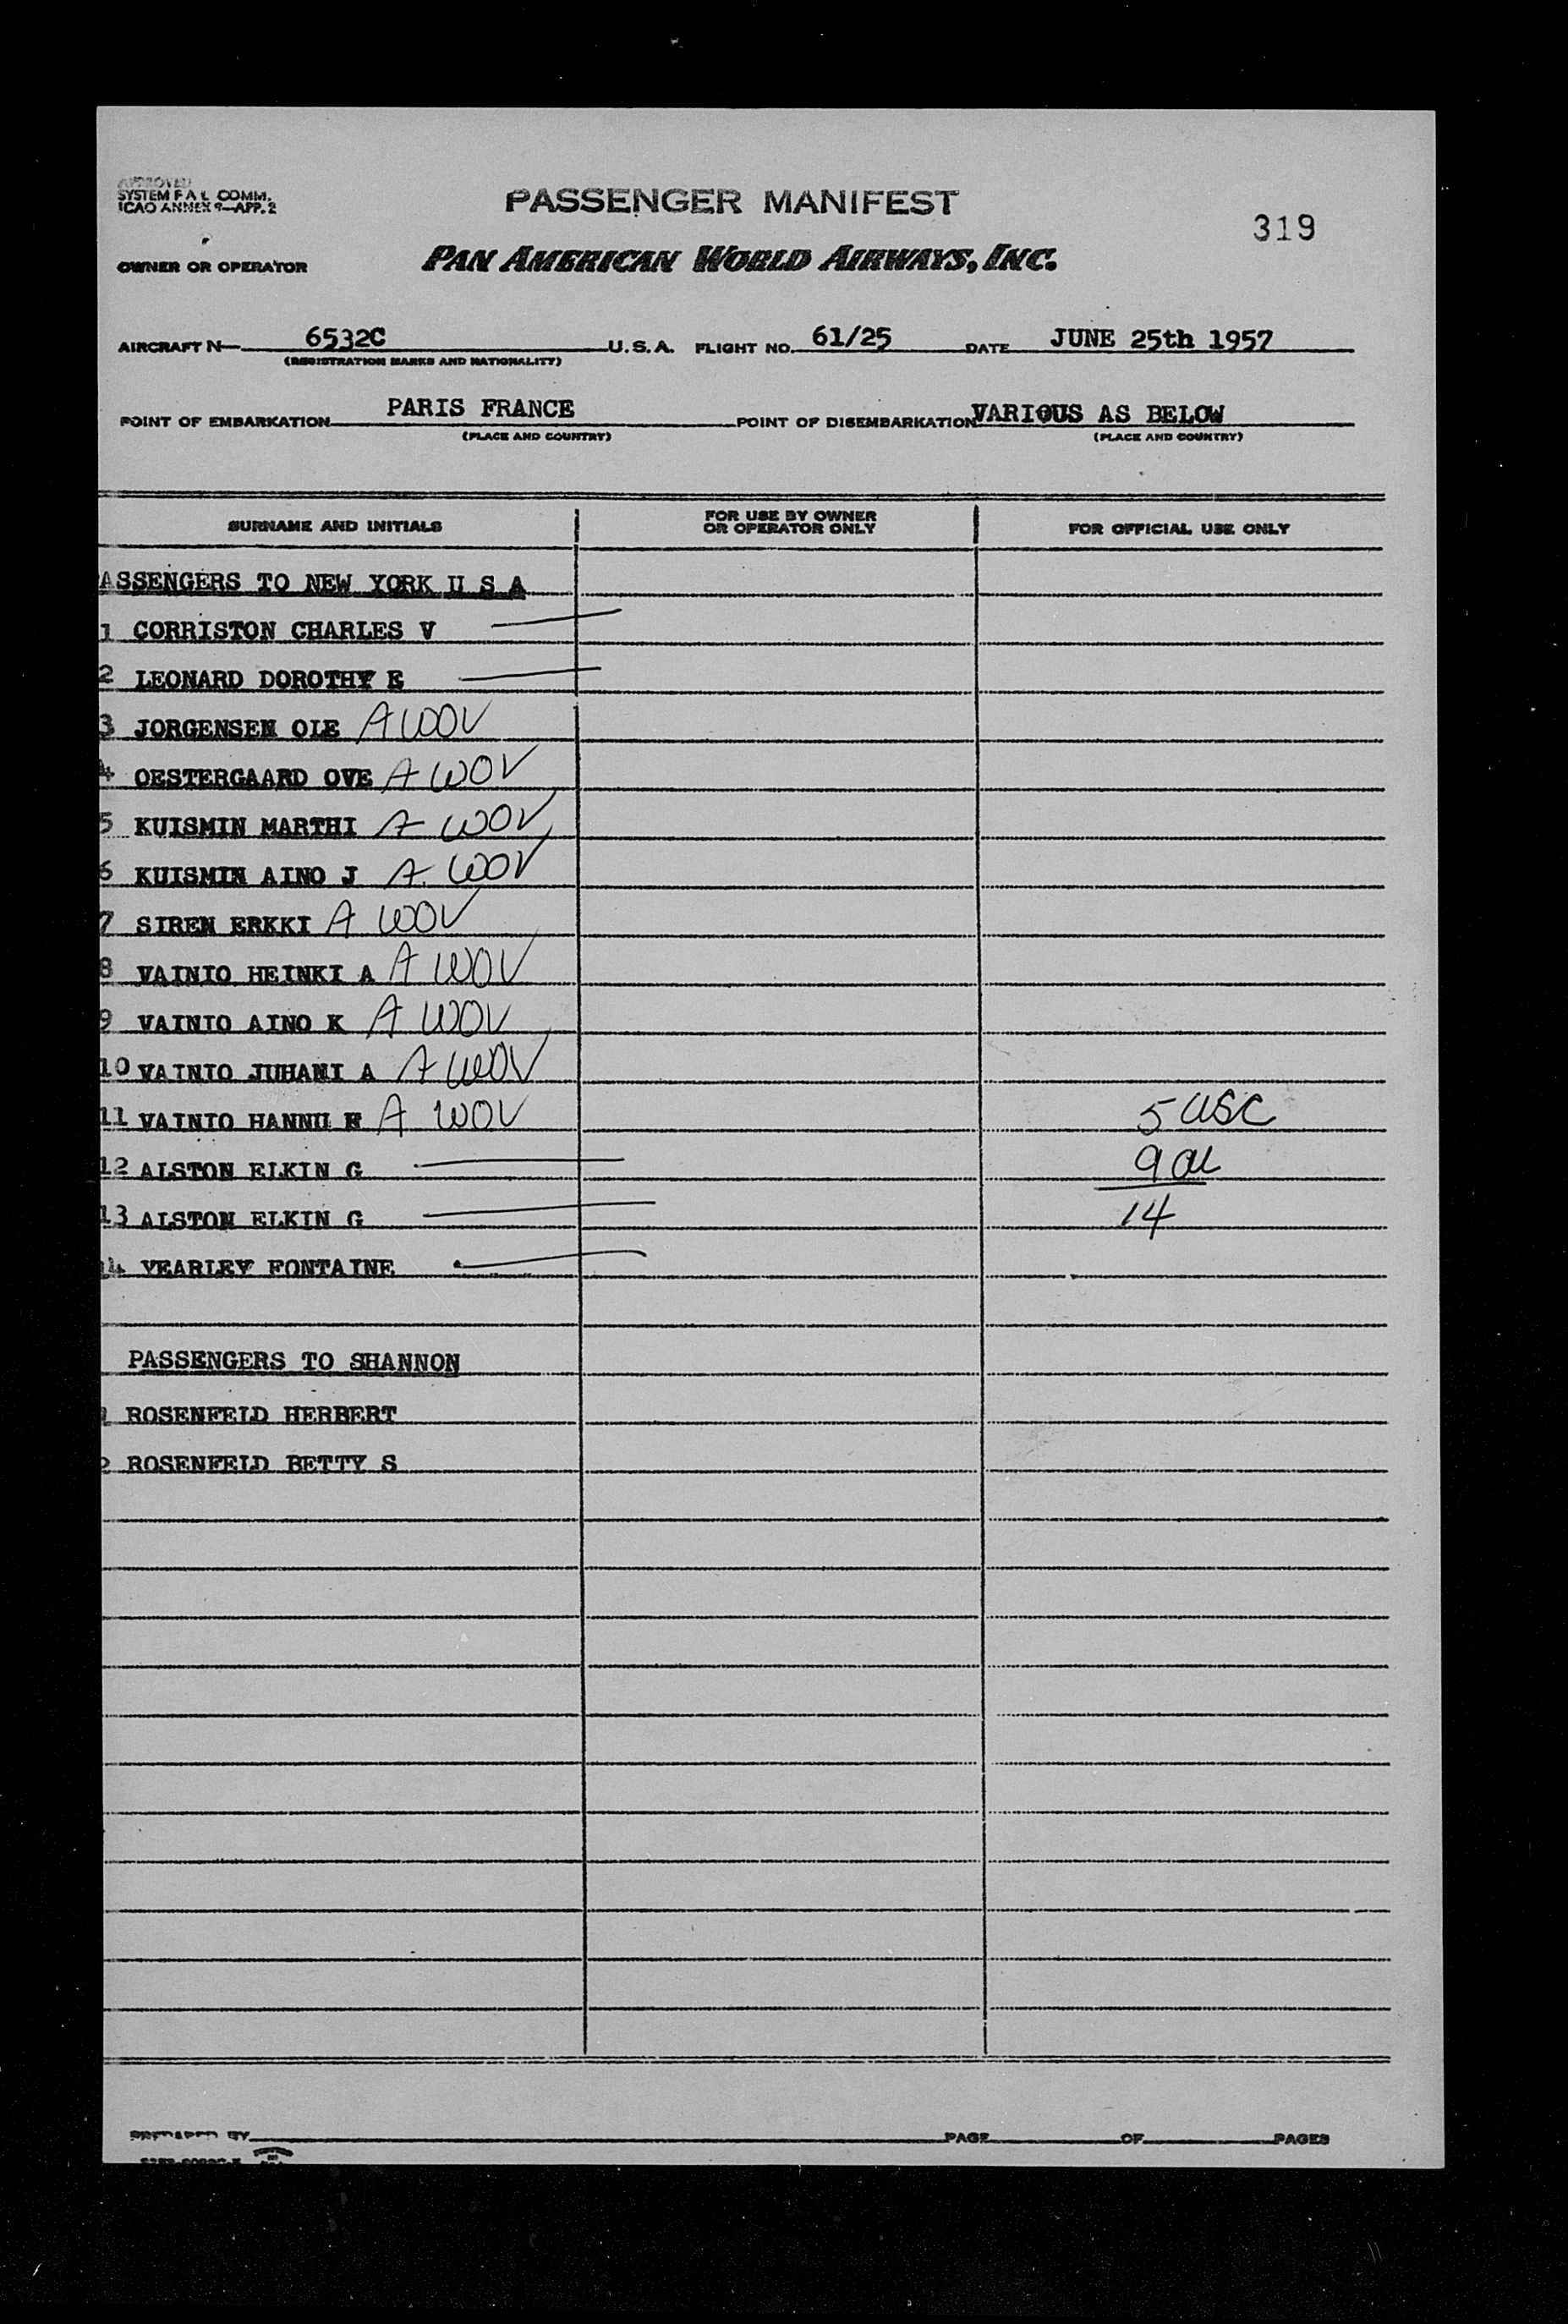 APPROVED
SYSTEM F A L COMM.
ICAO ANNEX 9—APP. 2
PASSENGER MANIFEST
319
OWNER OR OPERATOR PAN AMERICAN WORLD AIRWAYS, INC.
AIRCRAFT N— 6532C U.S.A. FLIGHT NO. 61/25 DATE JUNE 25th 1957
(REGISTRATION MARKS AND NATIONALITY)
POINT OF EMBARKATION PARIS FRANCE POINT OF DISEMBARKATION VARIOUS AS BELOW
(PLACE AND COUNTRY) (PLACE AND COUNTRY)
SURNAME AND INITIALS FOR USE BY OWNER OR OPERATOR ONLY FOR OFFICIAL USE ONLY
ASSENGERS TO NEW YORK U S A
1 CORRISTON CHARLES V
2 LEONARD DOROTHY E
3 JORGENSEN OLE A WOV
4 OESTERGAARD OVE A WOV
5 KUISMIN MARTHI A WOV
6 KUISMIN AINO J A. WOV
7 SIREN ERKKI A WOV
8 VAINIO HEINKI A A WOV
9 VAINIO AINO K A WOV
10 VAINIO JUHANI A A WOV
11 VAINIO HANNU K A WOV 5 USC
12 ALSTON ELKIN G 9 al
13 ALSTON ELKIN G 14
14 YEARLEY FONTAINE
PASSENGERS TO SHANNON
1 ROSENFELD HERBERT
2 ROSENFELD BETTY S
PREPARED BY PAGE OF PAGES